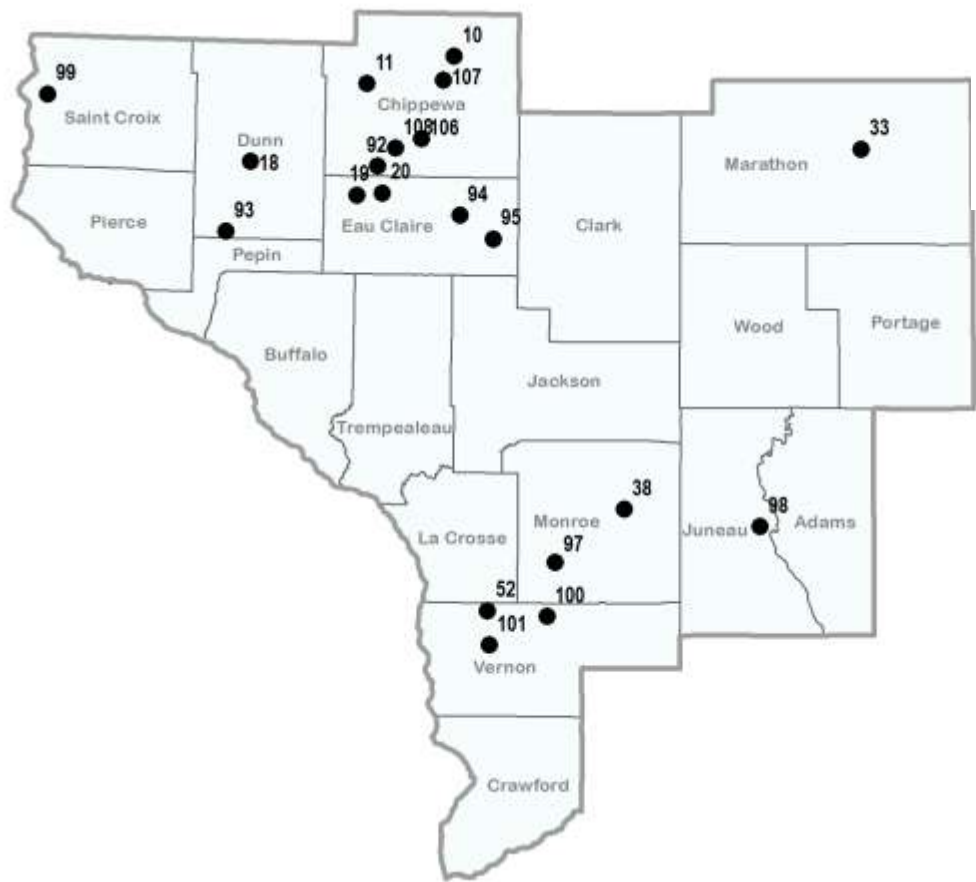 10
11
99
107
Chippewa
Saint Croix
108
106
33
Dunn
92
18
Marathon
19
20
94
93
95
Pierce
Eau Claire
Clark
Pepin
Wood
Portage
Buffalo
Jackson
Trempealeau
38
98
Monroe
La Crosse
Juneau
Adams
97
52
100
101
Vernon
Crawford